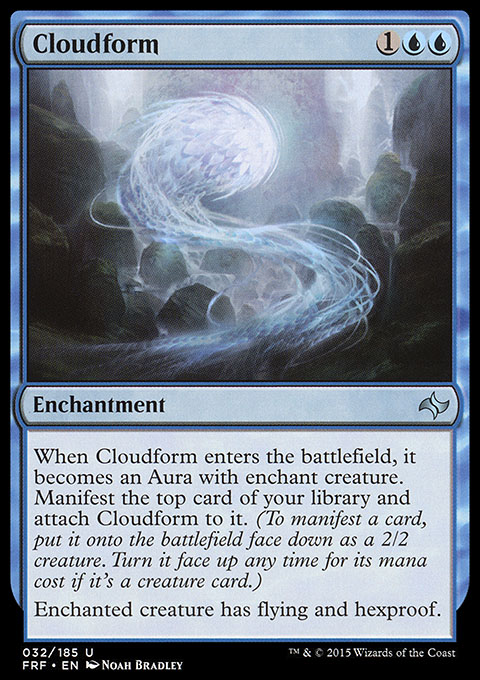 Cloudform 1
Enchantment
When Cloudform enters the battlefield, it
becomes an Aura with enchant creature.
Manifest the top card of your library and
attach Cloudform to it. (To manifest a card,
put it onto the battlefield face down as a 2/2
creature. Turn it face up any time for its mana
cost if it's a creature card.)
Enchanted creature has flying and hexproof.
032/185 U
FRF • EN Noah Bradley
™ & © 2015 Wizards of the Coast